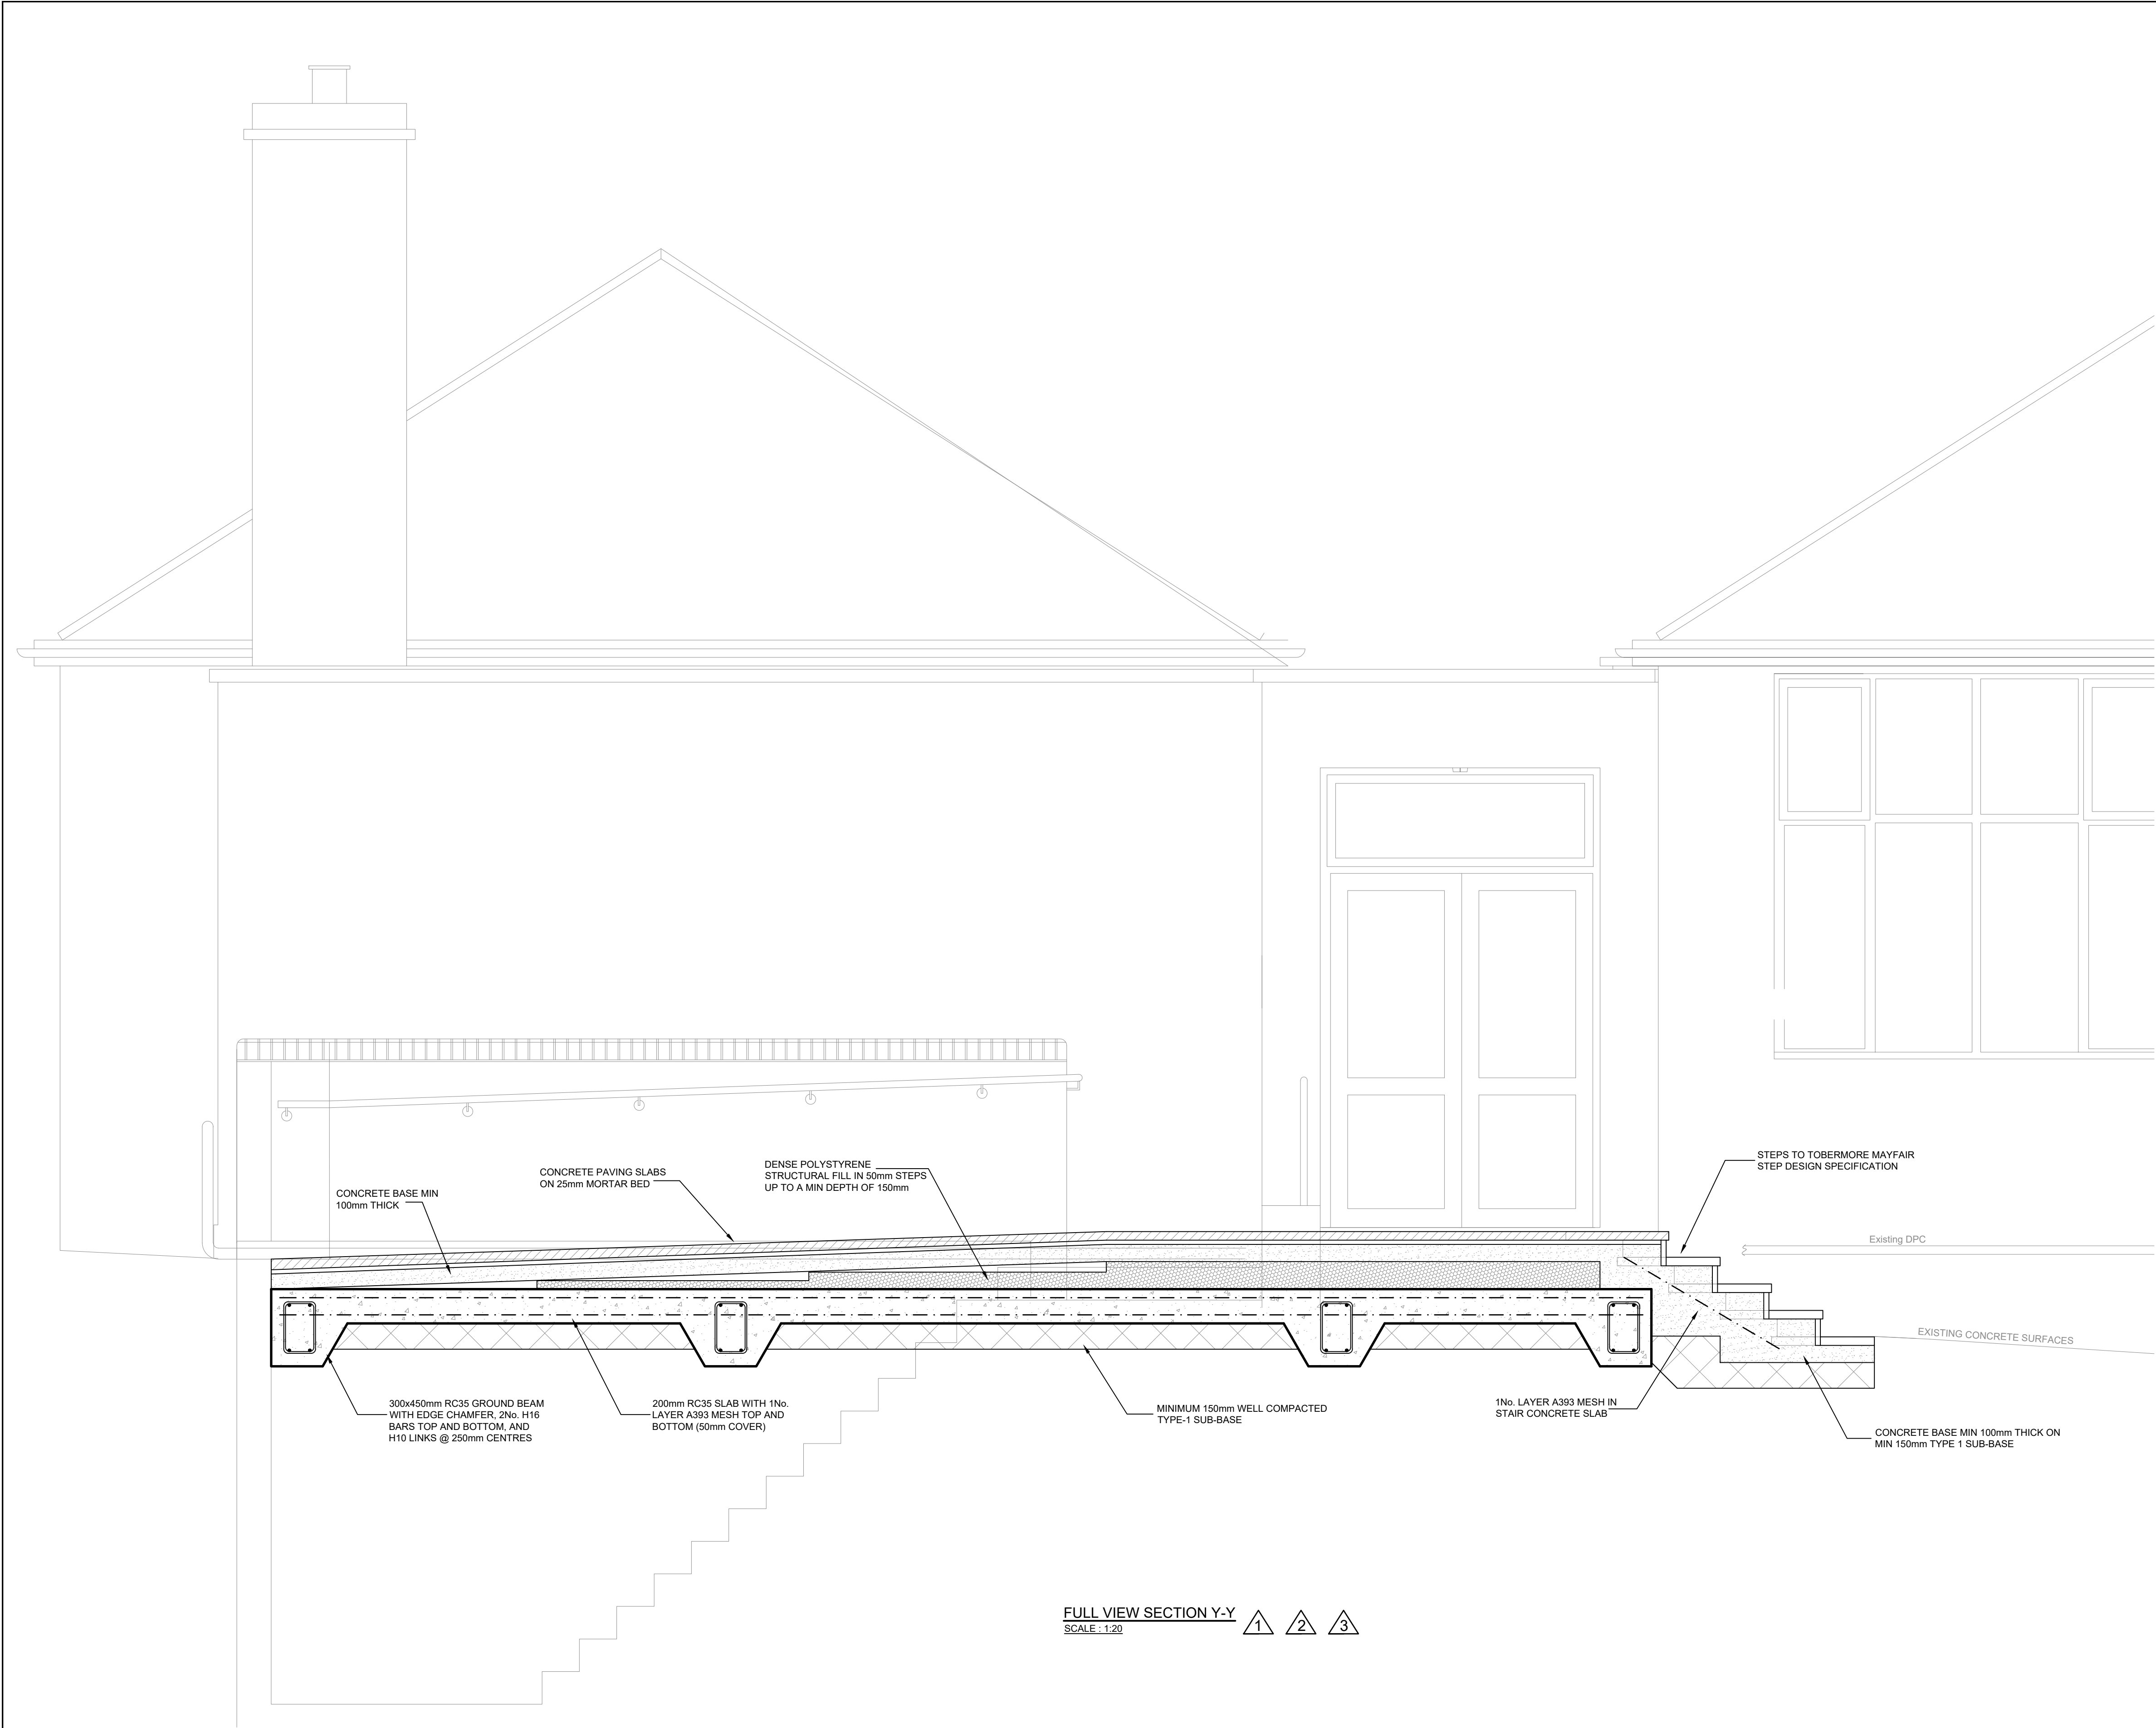 STEPS TO TOBERMORE MAYFAIR
STEP DESIGN SPECIFICATION
DENSE POLYSTYRENE
STRUCTURAL FILL IN 50mm STEPS
UP TO A MIN DEPTH OF 150mm
CONCRETE PAVING SLABS
ON 25mm MORTAR BED
CONCRETE BASE MIN
100mm THICK
Existing DPC
EXISTING CONCRETE SURFACES
300x450mm RC35 GROUND BEAM
WITH EDGE CHAMFER, 2No. H16
BARS TOP AND BOTTOM, AND
H10 LINKS @ 250mm CENTRES
200mm RC35 SLAB WITH 1No.
LAYER A393 MESH TOP AND
BOTTOM (50mm COVER)
MINIMUM 150mm WELL COMPACTED
TYPE-1 SUB-BASE
1No. LAYER A393 MESH IN
STAIR CONCRETE SLAB
CONCRETE BASE MIN 100mm THICK ON
MIN 150mm TYPE 1 SUB-BASE
FULL VIEW SECTION Y-Y 1 2 3
SCALE : 1:20